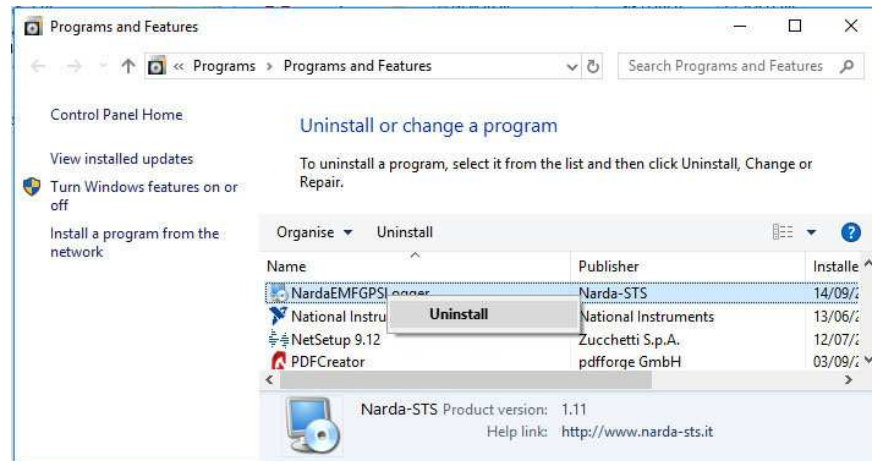 Programs and Features
« Programs › Programs and Features
Search Programs and Features
Control Panel Home
View installed updates
Turn Windows features on or
off
Install a program from the
network
Uninstall or change a program
To uninstall a program, select it from the list and then click Uninstall, Change or
Repair.
Organise Uninstall
Name Publisher Installe
NardaEMFGPSLogger Narda-STS 14/09/
Uninstall
National Instru National Instruments 13/06/
NetSetup 9.12 Zucchetti S.p.A. 12/07/
PDFCreator pdfforge GmbH 03/09/
Narda-STS Product version: 1.11
Help link: http://www.narda-sts.it